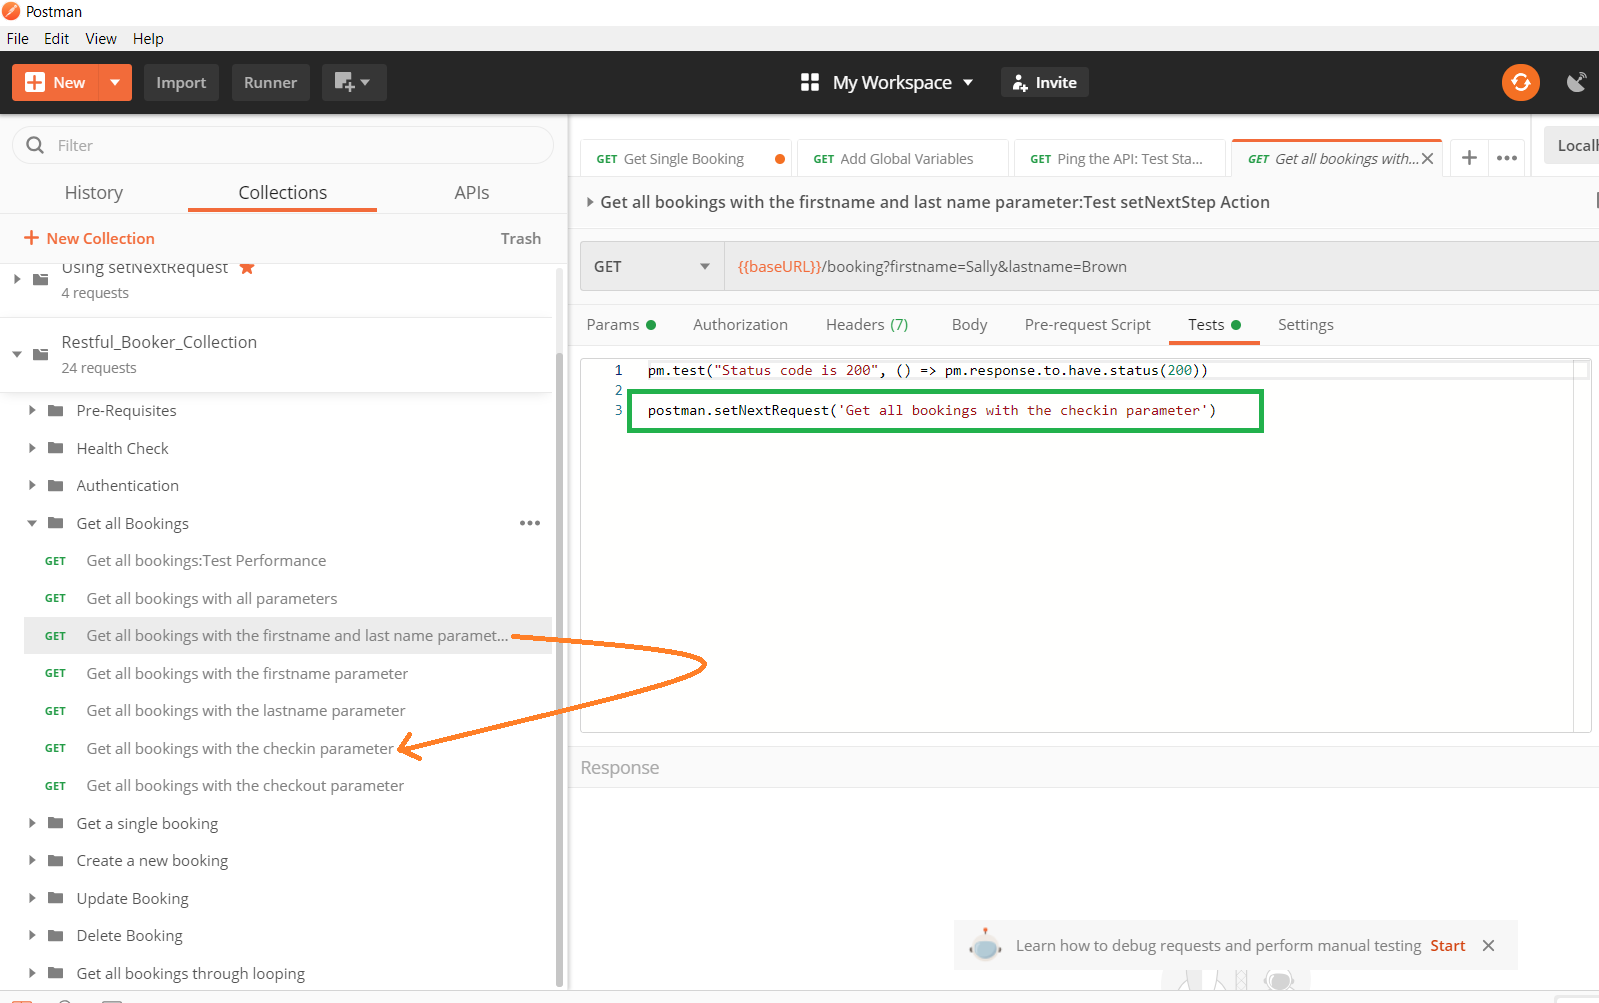 Postman
File Edit View Help
New Import Runner My Workspace Invite
Filter
History Collections APIs
New Collection Trash
Using setNextRequest
4 requests
Restful_Booker_Collection
24 requests
Pre-Requisites
Health Check
Authentication
Get all Bookings
GET Get all bookings:Test Performance
GET Get all bookings with all parameters
GET Get all bookings with the firstname and last name paramet...
GET Get all bookings with the firstname parameter
GET Get all bookings with the lastname parameter
GET Get all bookings with the checkin parameter
GET Get all bookings with the checkout parameter
Get a single booking
Create a new booking
Update Booking
Delete Booking
Get all bookings through looping
GET Get Single Booking GET Add Global Variables GET Ping the API: Test Sta... GET Get all bookings with... Local
Get all bookings with the firstname and last name parameter:Test setNextStep Action
GET {{baseURL}}/booking?firstname=Sally&lastname=Brown
Params Authorization Headers (7) Body Pre-request Script Tests Settings
1 pm.test("Status code is 200", () => pm.response.to.have.status(200))
2
3 postman.setNextRequest('Get all bookings with the checkin parameter')
Response
Learn how to debug requests and perform manual testing Start